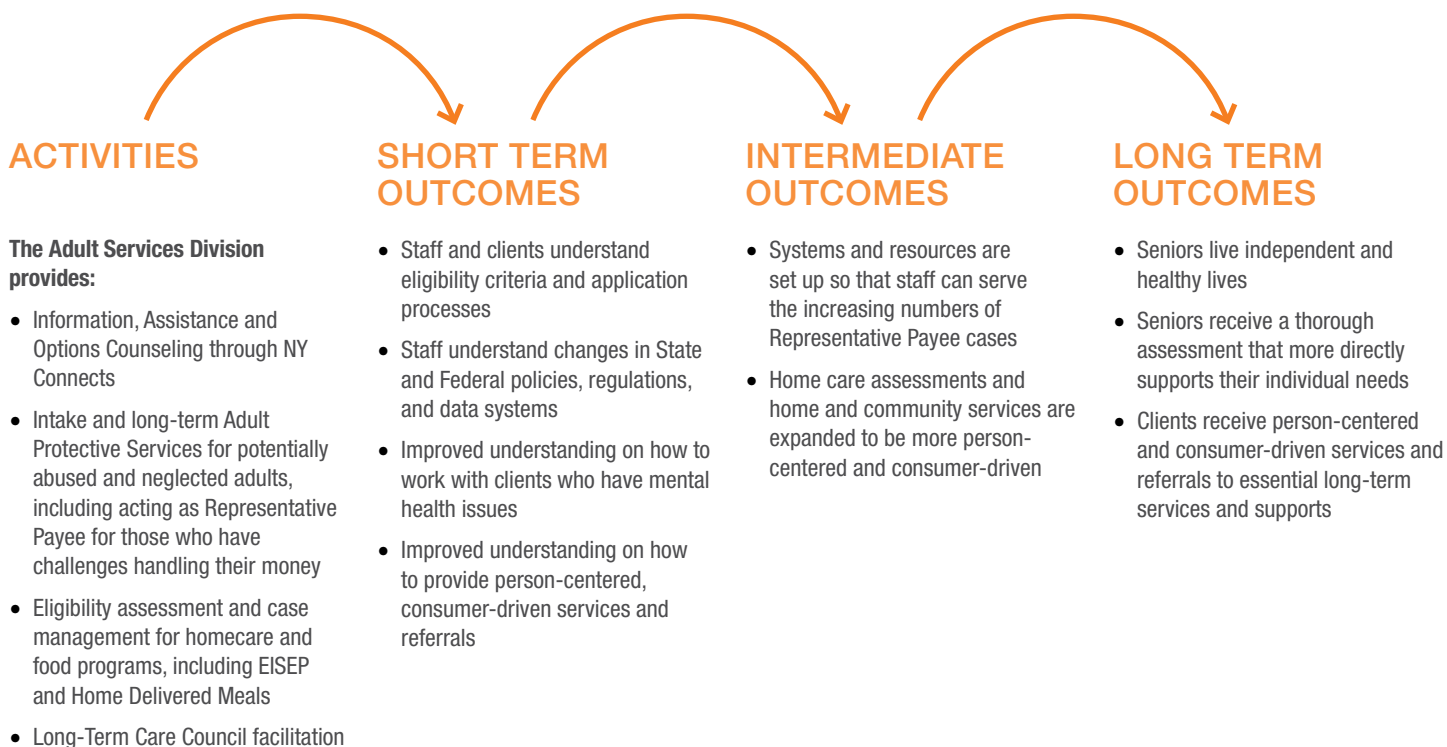 ACTIVITIES
The Adult Services Division
provides:
• Information, Assistance and
Options Counseling through NY
Connects
• Intake and long-term Adult
Protective Services for potentially
abused and neglected adults,
including acting as Representative
Payee for those who have
challenges handling their money
• Eligibility assessment and case
management for homecare and
food programs, including EISEP
and Home Delivered Meals
• Long-Term Care Council facilitation
SHORT TERM
OUTCOMES
• Staff and clients understand
eligibility criteria and application
processes
• Staff understand changes in State
and Federal policies, regulations,
and data systems
• Improved understanding on how to
work with clients who have mental
health issues
• Improved understanding on how
to provide person-centered,
consumer-driven services and
referrals
INTERMEDIATE
OUTCOMES
• Systems and resources are
set up so that staff can serve
the increasing numbers of
Representative Payee cases
• Home care assessments and
home and community services are
expanded to be more person-
centered and consumer-driven
LONG TERM
OUTCOMES
• Seniors live independent and
healthy lives
• Seniors receive a thorough
assessment that more directly
supports their individual needs
• Clients receive person-centered
and consumer-driven services and
referrals to essential long-term
services and supports